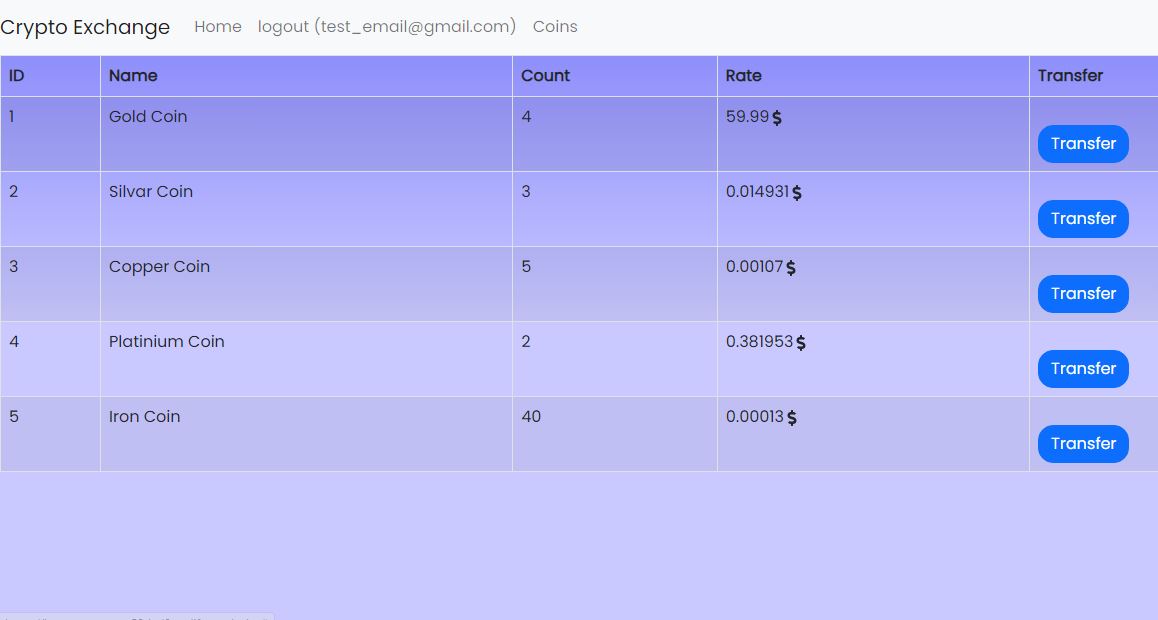 Crypto Exchange Home logout (test_email@gmail.com) Coins
ID Name Count Rate Transfer
1 Gold Coin 4 59.99 $
Transfer
2 Silvar Coin 3 0.014931 $
Transfer
3 Copper Coin 5 0.00107 $
Transfer
4 Platinium Coin 2 0.381953 $
Transfer
5 Iron Coin 40 0.00013 $
Transfer